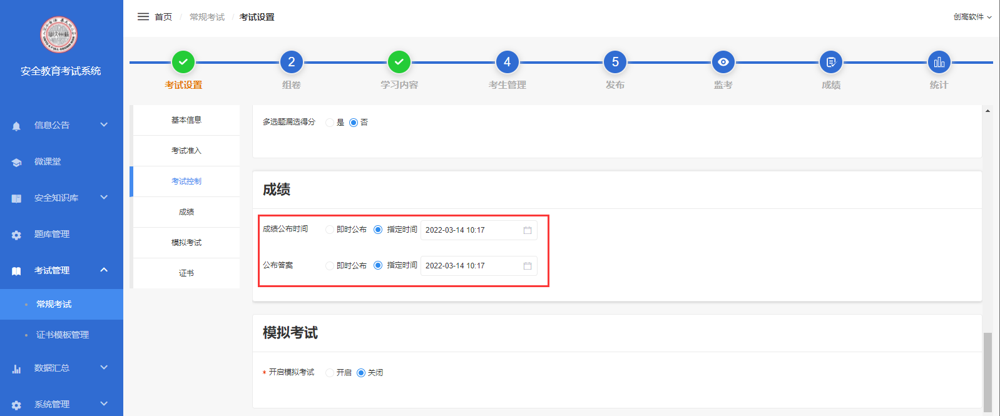 安全教育考试系统
信息公告
微课堂
安全知识库
题库管理
考试管理
常规考试
证书模板管理
数据汇总
系统管理
首页 / 常规考试 / 考试设置
创高软件
2 4 5
考试设置 组卷 学习内容 考生管理 发布 监考 成绩 统计
基本信息
考试准入
考试控制
成绩
模拟考试
证书
多选题漏选得分 是 否
成绩
成绩公布时间 即时公布 指定时间 2022-03-14 10:17
公布答案 即时公布 指定时间 2022-03-14 10:17
模拟考试
* 开启模拟考试 开启 关闭